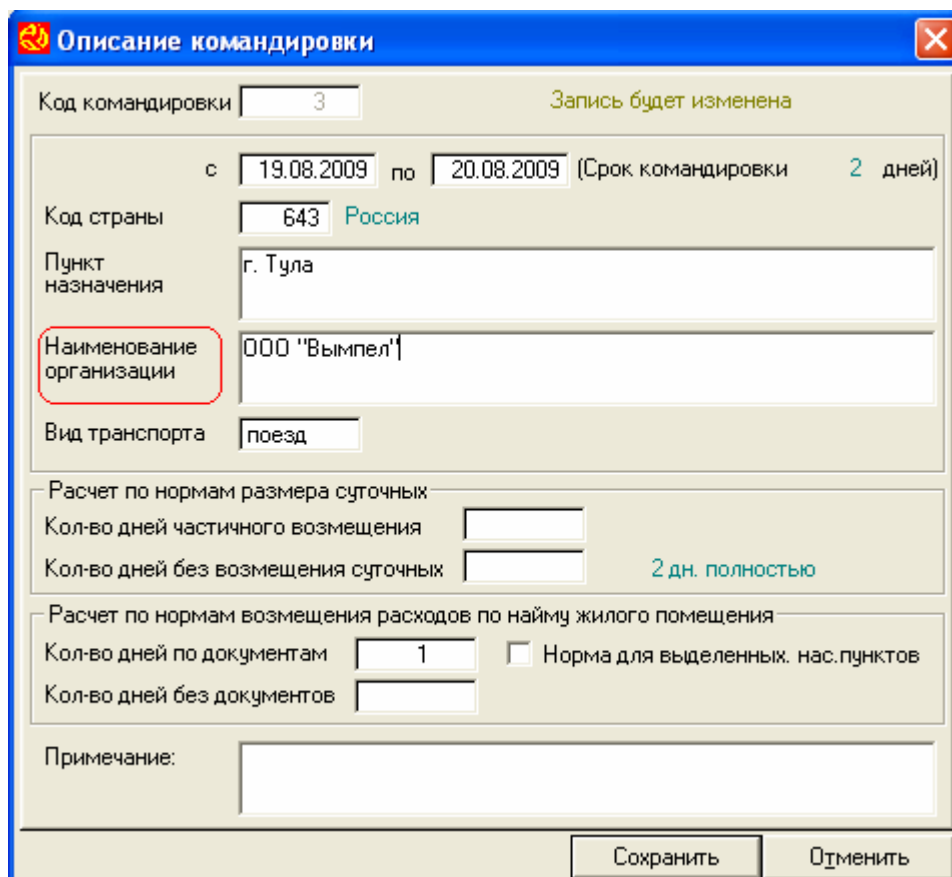 Описание командировки
Код командировки 3 Запись будет изменена
с 19.08.2009 по 20.08.2009 (Срок командировки 2 дней)
Код страны 643 Россия
Пункт назначения г. Тула
Наименование организации ООО "Вымпел"
Вид транспорта поезд
Расчет по нормам размера суточных
Кол-во дней частичного возмещения
Кол-во дней без возмещения суточных 2 дн. полностью
Расчет по нормам возмещения расходов по найму жилого помещения
Кол-во дней по документам 1 Норма для выделенных. нас.пунктов
Кол-во дней без документов
Примечание:
Сохранить Отменить